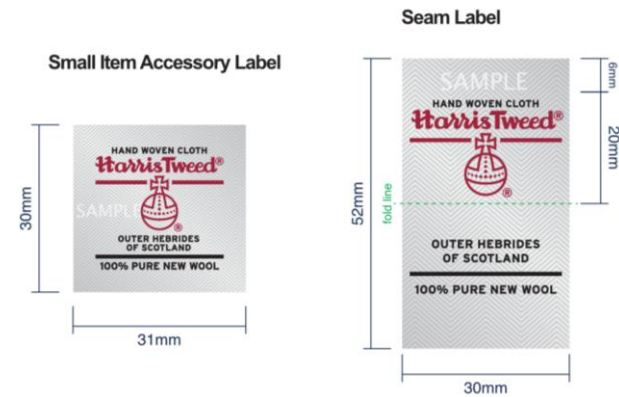 Small Item Accessory Label
30mm
HAND WOVEN CLOTH
Harris Tweed®
SAMPLE
®
OUTER HEBRIDES
OF SCOTLAND
100% PURE NEW WOOL
31mm
Seam Label
52mm
fold line
SAMPLE
HAND WOVEN CLOTH
Harris Tweed®
®
OUTER HEBRIDES
OF SCOTLAND
100% PURE NEW WOOL
6mm
20mm
30mm